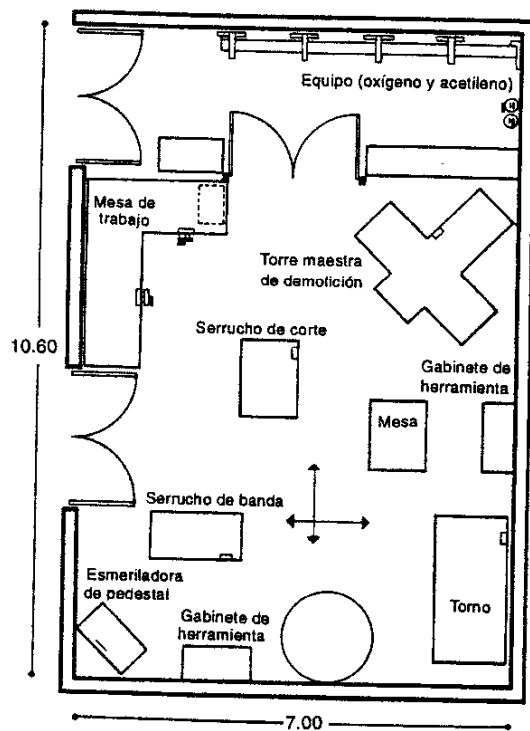 Equipo (oxígeno y acetileno)
Mesa de
trabajo
Torre maestra
de demotición
Serrucho de corte
10.60
Gabinete de
herramienta
Mesa
Serrucho de banda
Esmeriladora
de pedestal
Gabinete de
herramienta
Torno
7.00